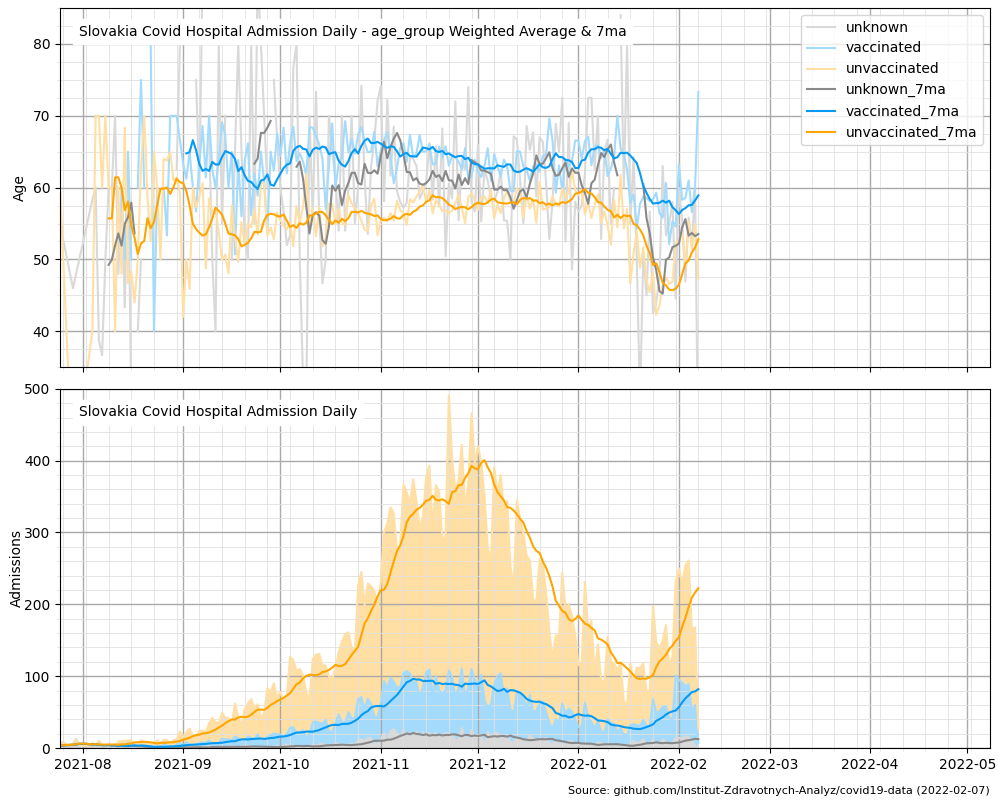 Slovakia Covid Hospital Admission Daily - age_group Weighted Average & 7ma
unknown
vaccinated
unvaccinated
unknown_7ma
vaccinated_7ma
unvaccinated_7ma
Age
80
70
60
50
40
Slovakia Covid Hospital Admission Daily
Admissions
500
400
300
200
100
0
2021-08 2021-09 2021-10 2021-11 2021-12 2022-01 2022-02 2022-03 2022-04 2022-05
Source: github.com/Institut-Zdravotnych-Analyz/covid19-data (2022-02-07)